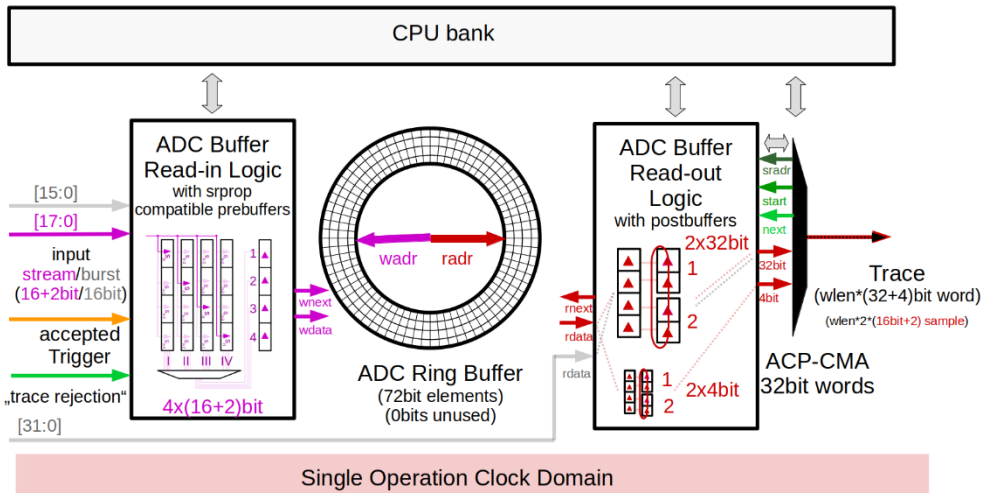 CPU bank
ADC Buffer
Read-in Logic
with srprop
compatible prebuffers
[15:0]
[17:0]
input
stream/burst
(16+2bit/16bit)
accepted
Trigger
„trace rejection“
[31:0]
1
2
3
4
I II III IV
4x(16+2)bit
wnext
wdata
wadr
radr
ADC Ring Buffer
(72bit elements)
(0bits unused)
rnext
rdata
rdata
ADC Buffer
Read-out
Logic
with postbuffers
2x32bit
1
2
1
2x4bit
2
sradr
start
next
32bit
4bit
Trace
(wlen*(32+4)bit word)
(wlen*2*(16bit+2) sample)
ACP-CMA
32bit words
Single Operation Clock Domain